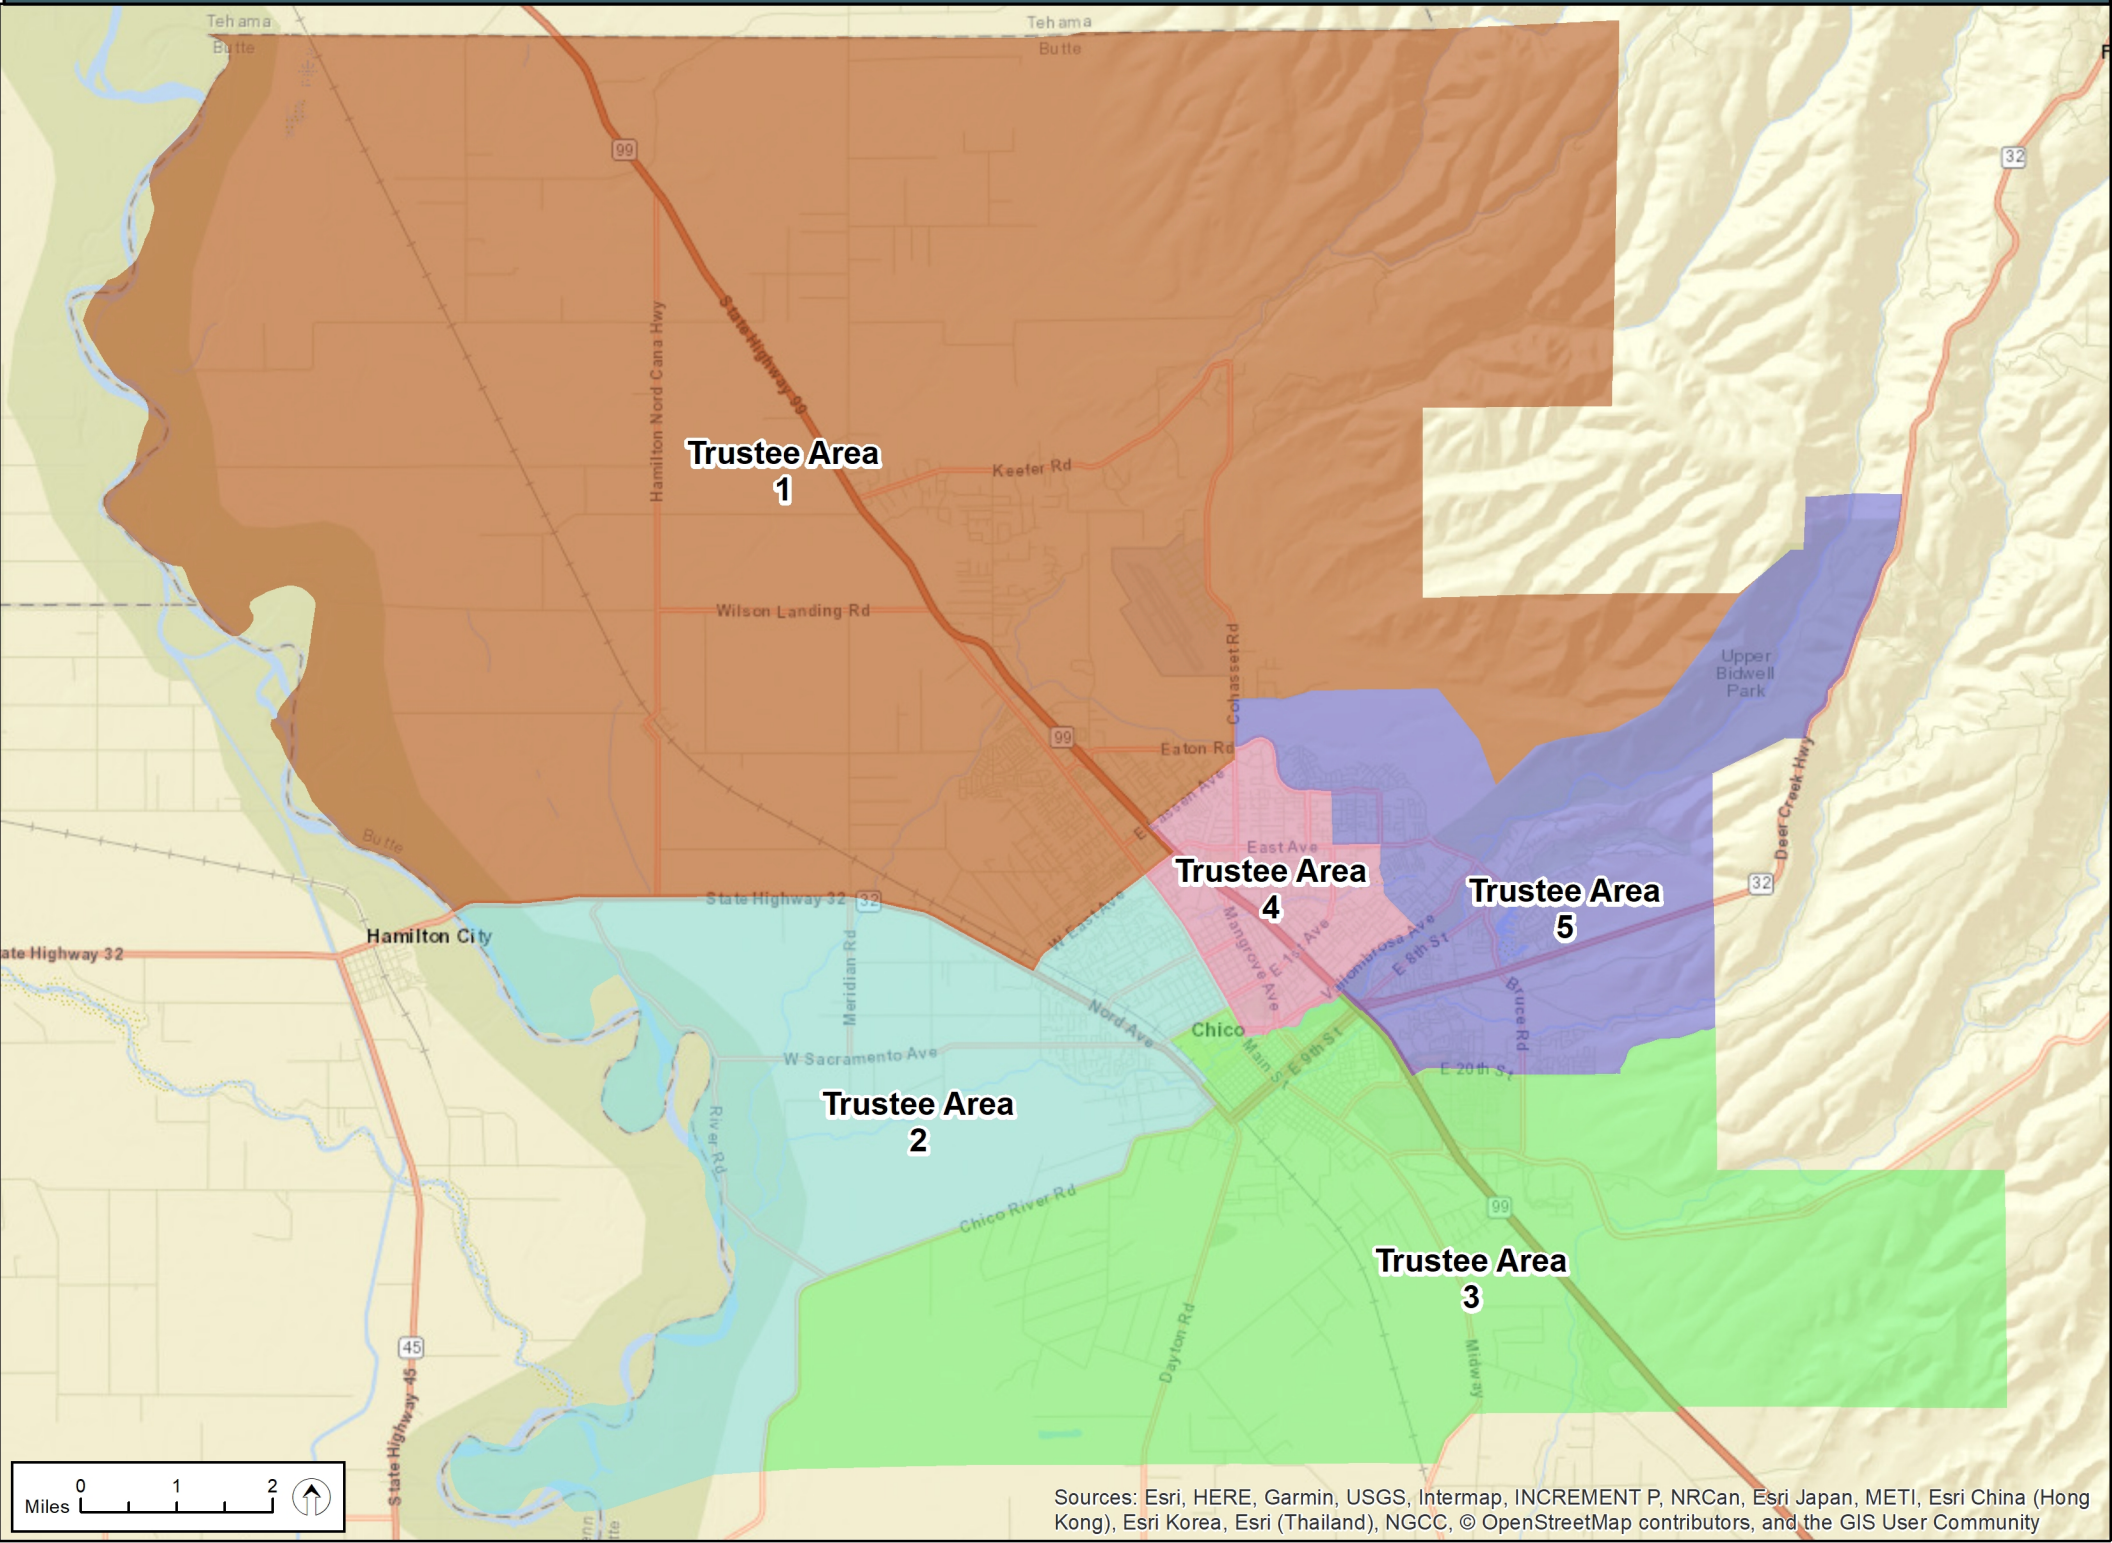 Tehama
Butte
Tehama
Butte
99
32
Hamilton Nord Cana Hwy
State Highway 99
Trustee Area
1
Keefer Rd
Wilson Landing Rd
Cohasset Rd
Upper
Bidwell
Park
99
Eaton Rd
E Lassen Ave
Butte
East Ave
Trustee Area
4
Trustee Area
5
Deer Creek Hwy
32
State Highway 32
32
W East Ave
Mangrove Ave
E 1st Ave
Vallombrosa Ave
E 8th St
Bruce Rd
Hamilton City
ate Highway 32
Meridian Rd
Nord Ave
Chico
Main St
E 9th St
E 20th St
W Sacramento Ave
Trustee Area
2
River Rd
Chico River Rd
99
Trustee Area
3
Dayton Rd
Midway
45
State Highway 45
0 1 2
Miles
enn
tte
F
Sources: Esri, HERE, Garmin, USGS, Intermap, INCREMENT P, NRCan, Esri Japan, METI, Esri China (Hong
Kong), Esri Korea, Esri (Thailand), NGCC, © OpenStreetMap contributors, and the GIS User Community